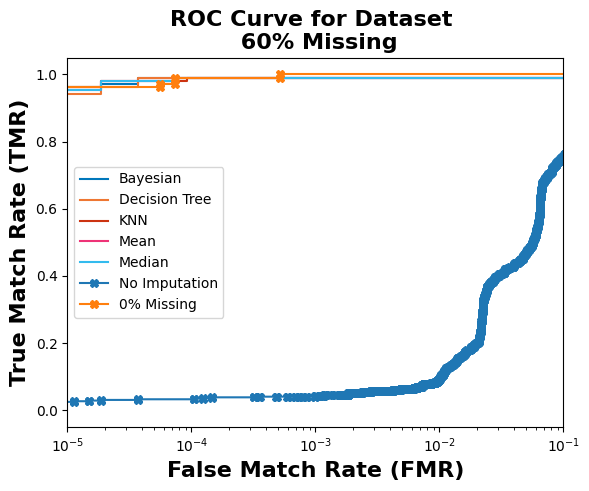 ROC Curve for Dataset
60% Missing
True Match Rate (TMR)
1.0
0.8
0.6
0.4
0.2
0.0
Bayesian
Decision Tree
KNN
Mean
Median
No Imputation
0% Missing
10⁻⁵
10⁻⁴
10⁻³
10⁻²
10⁻¹
False Match Rate (FMR)